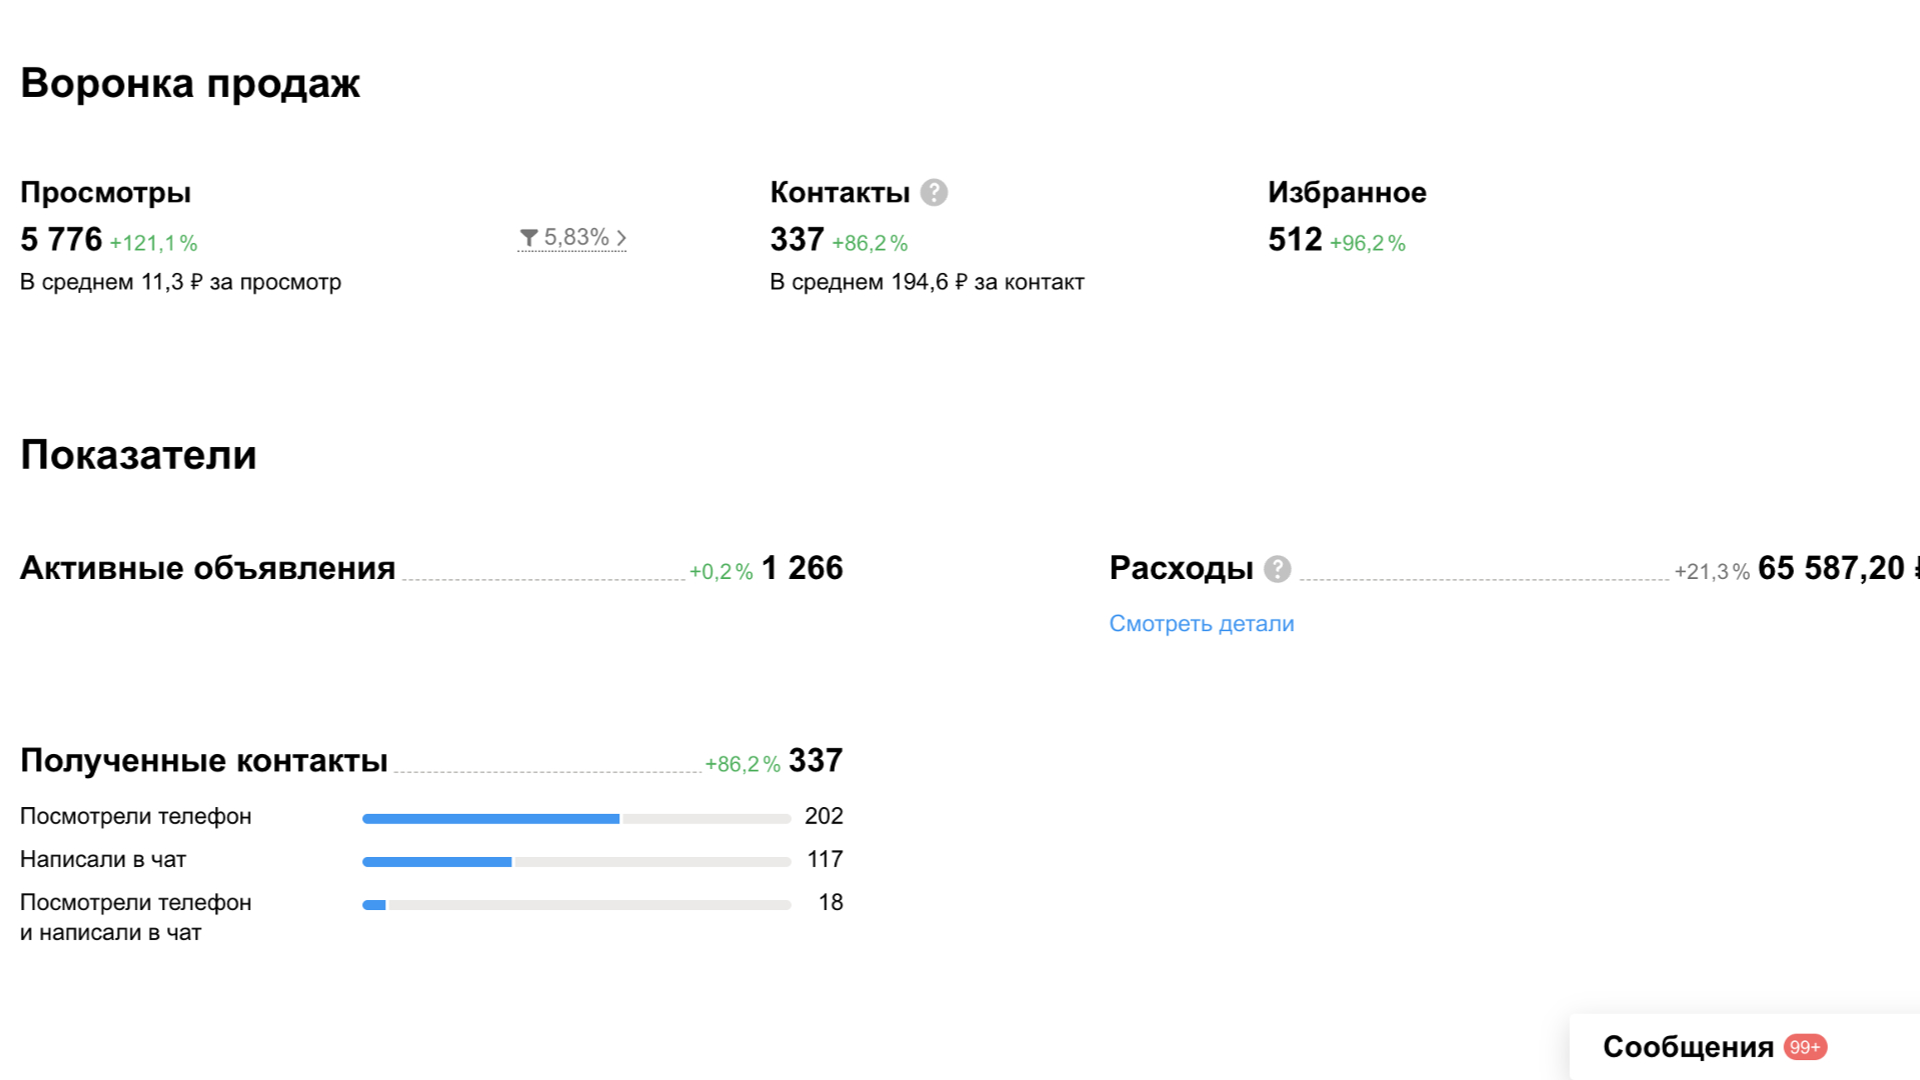 Воронка продаж
Просмотры
5 776 +121,1 %
В среднем 11,3 ₽ за просмотр
5,83%
Контакты ?
337 +86,2 %
В среднем 194,6 ₽ за контакт
Избранное
512 +96,2 %
Показатели
Активные объявления +0,2 % 1 266
Расходы ? +21,3 % 65 587,20 ₽
Смотреть детали
Полученные контакты +86,2 % 337
Посмотрели телефон 202
Написали в чат 117
Посмотрели телефон 18
и написали в чат
Сообщения 99+